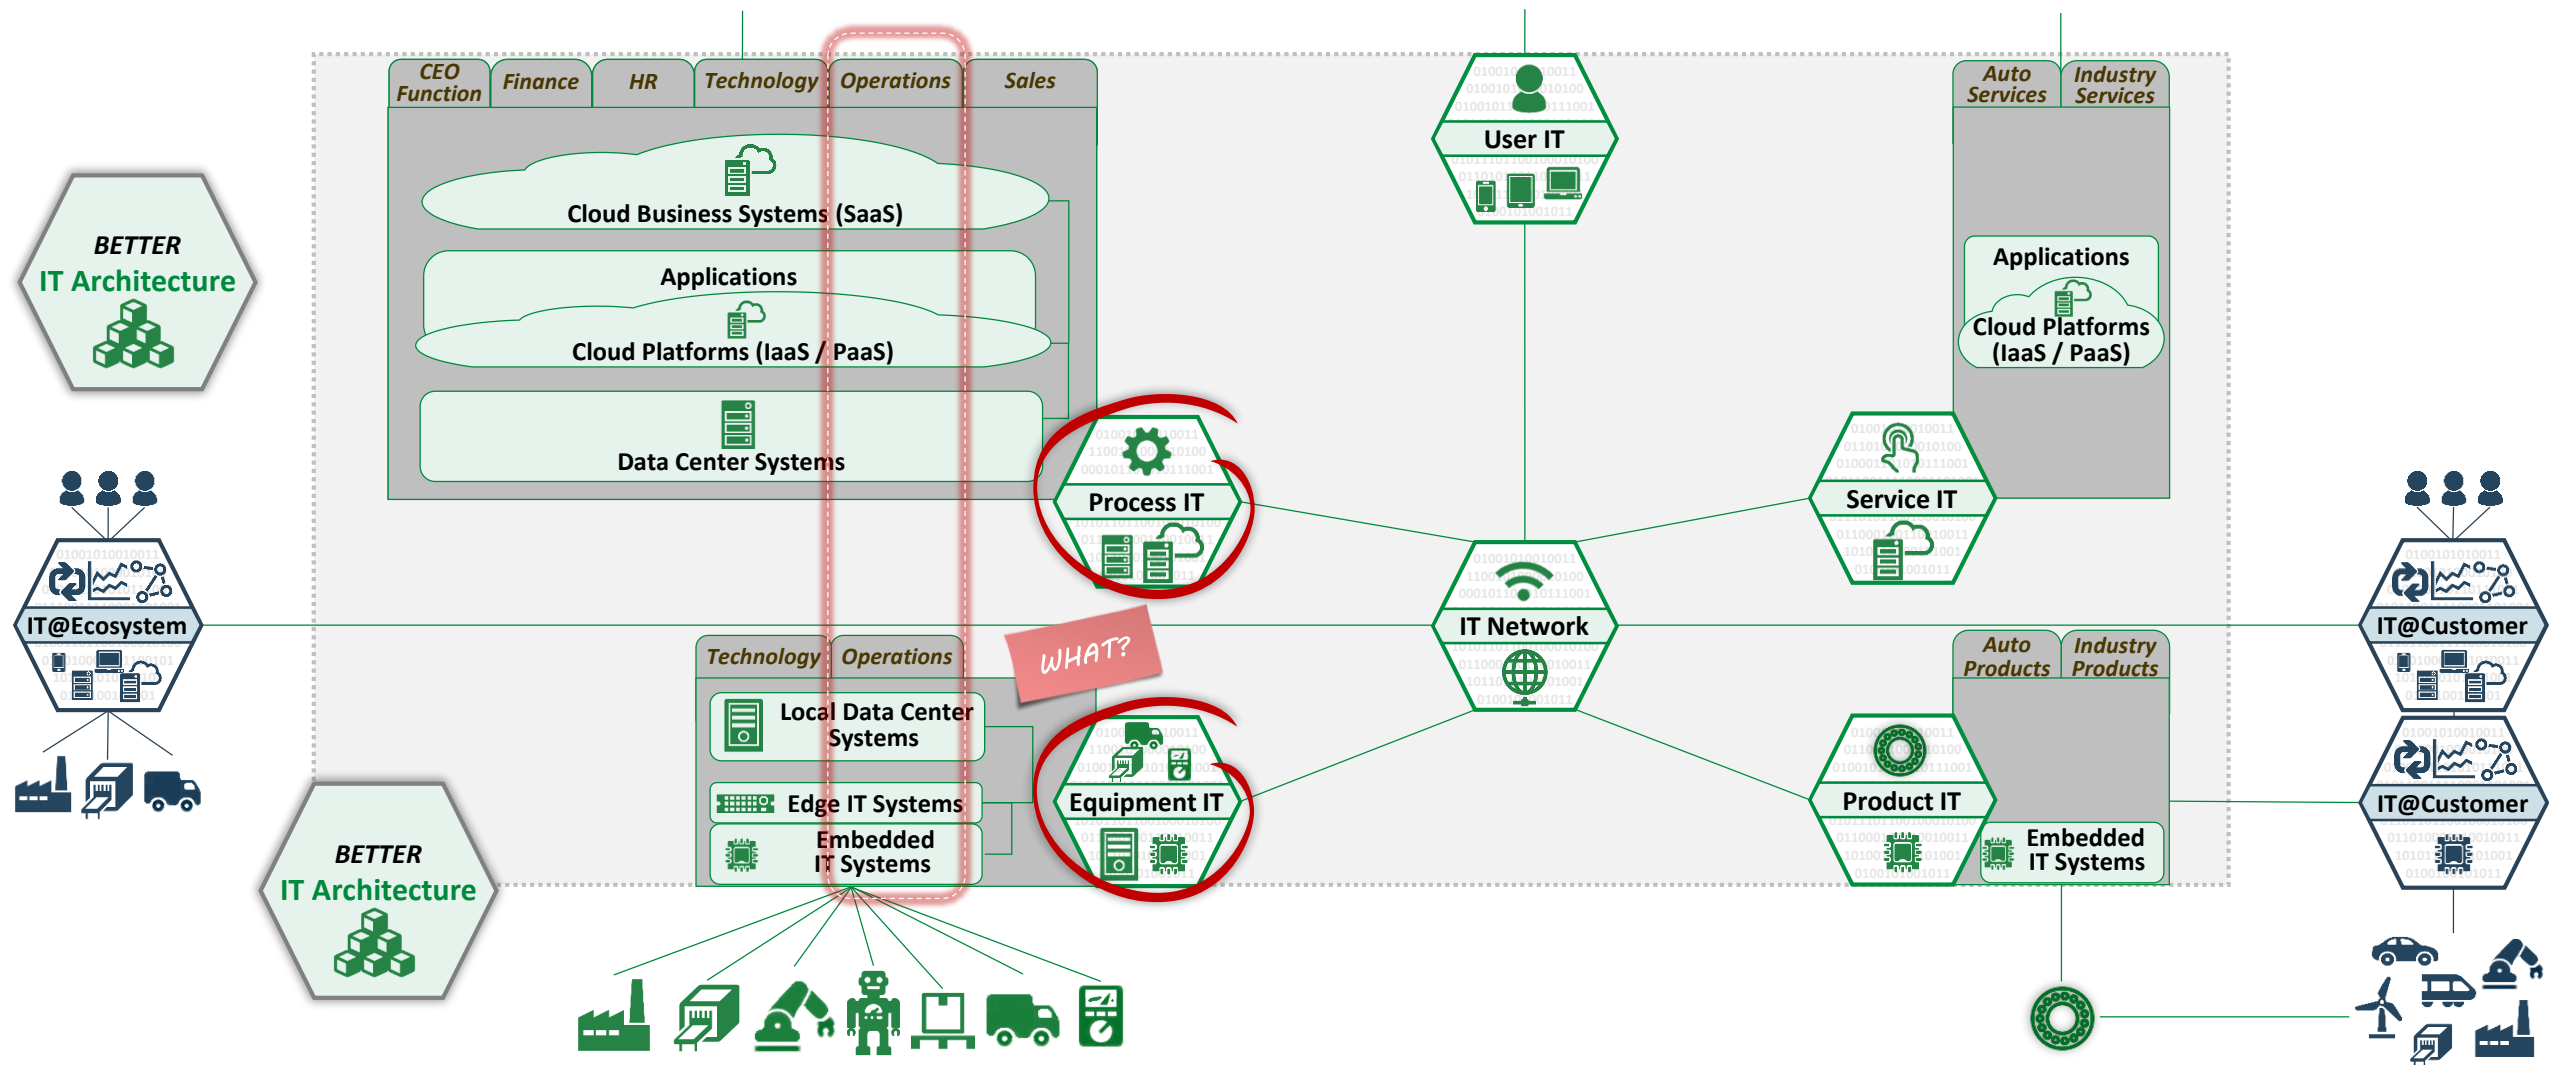 CEO
Function
Finance
HR
Technology
Operations
Sales
Auto
Services
Industry
Services
User IT
Cloud Business Systems (SaaS)
BETTER
IT Architecture
Applications
Cloud Platforms (IaaS / PaaS)
Applications
Cloud Platforms
(IaaS / PaaS)
Data Center Systems
Process IT
Service IT
IT@Ecosystem
IT Network
IT@Customer
WHAT?
Technology
Operations
Auto
Products
Industry
Products
Local Data Center
Systems
Edge IT Systems
Embedded
IT Systems
Equipment IT
Product IT
Embedded
IT Systems
IT@Customer
BETTER
IT Architecture